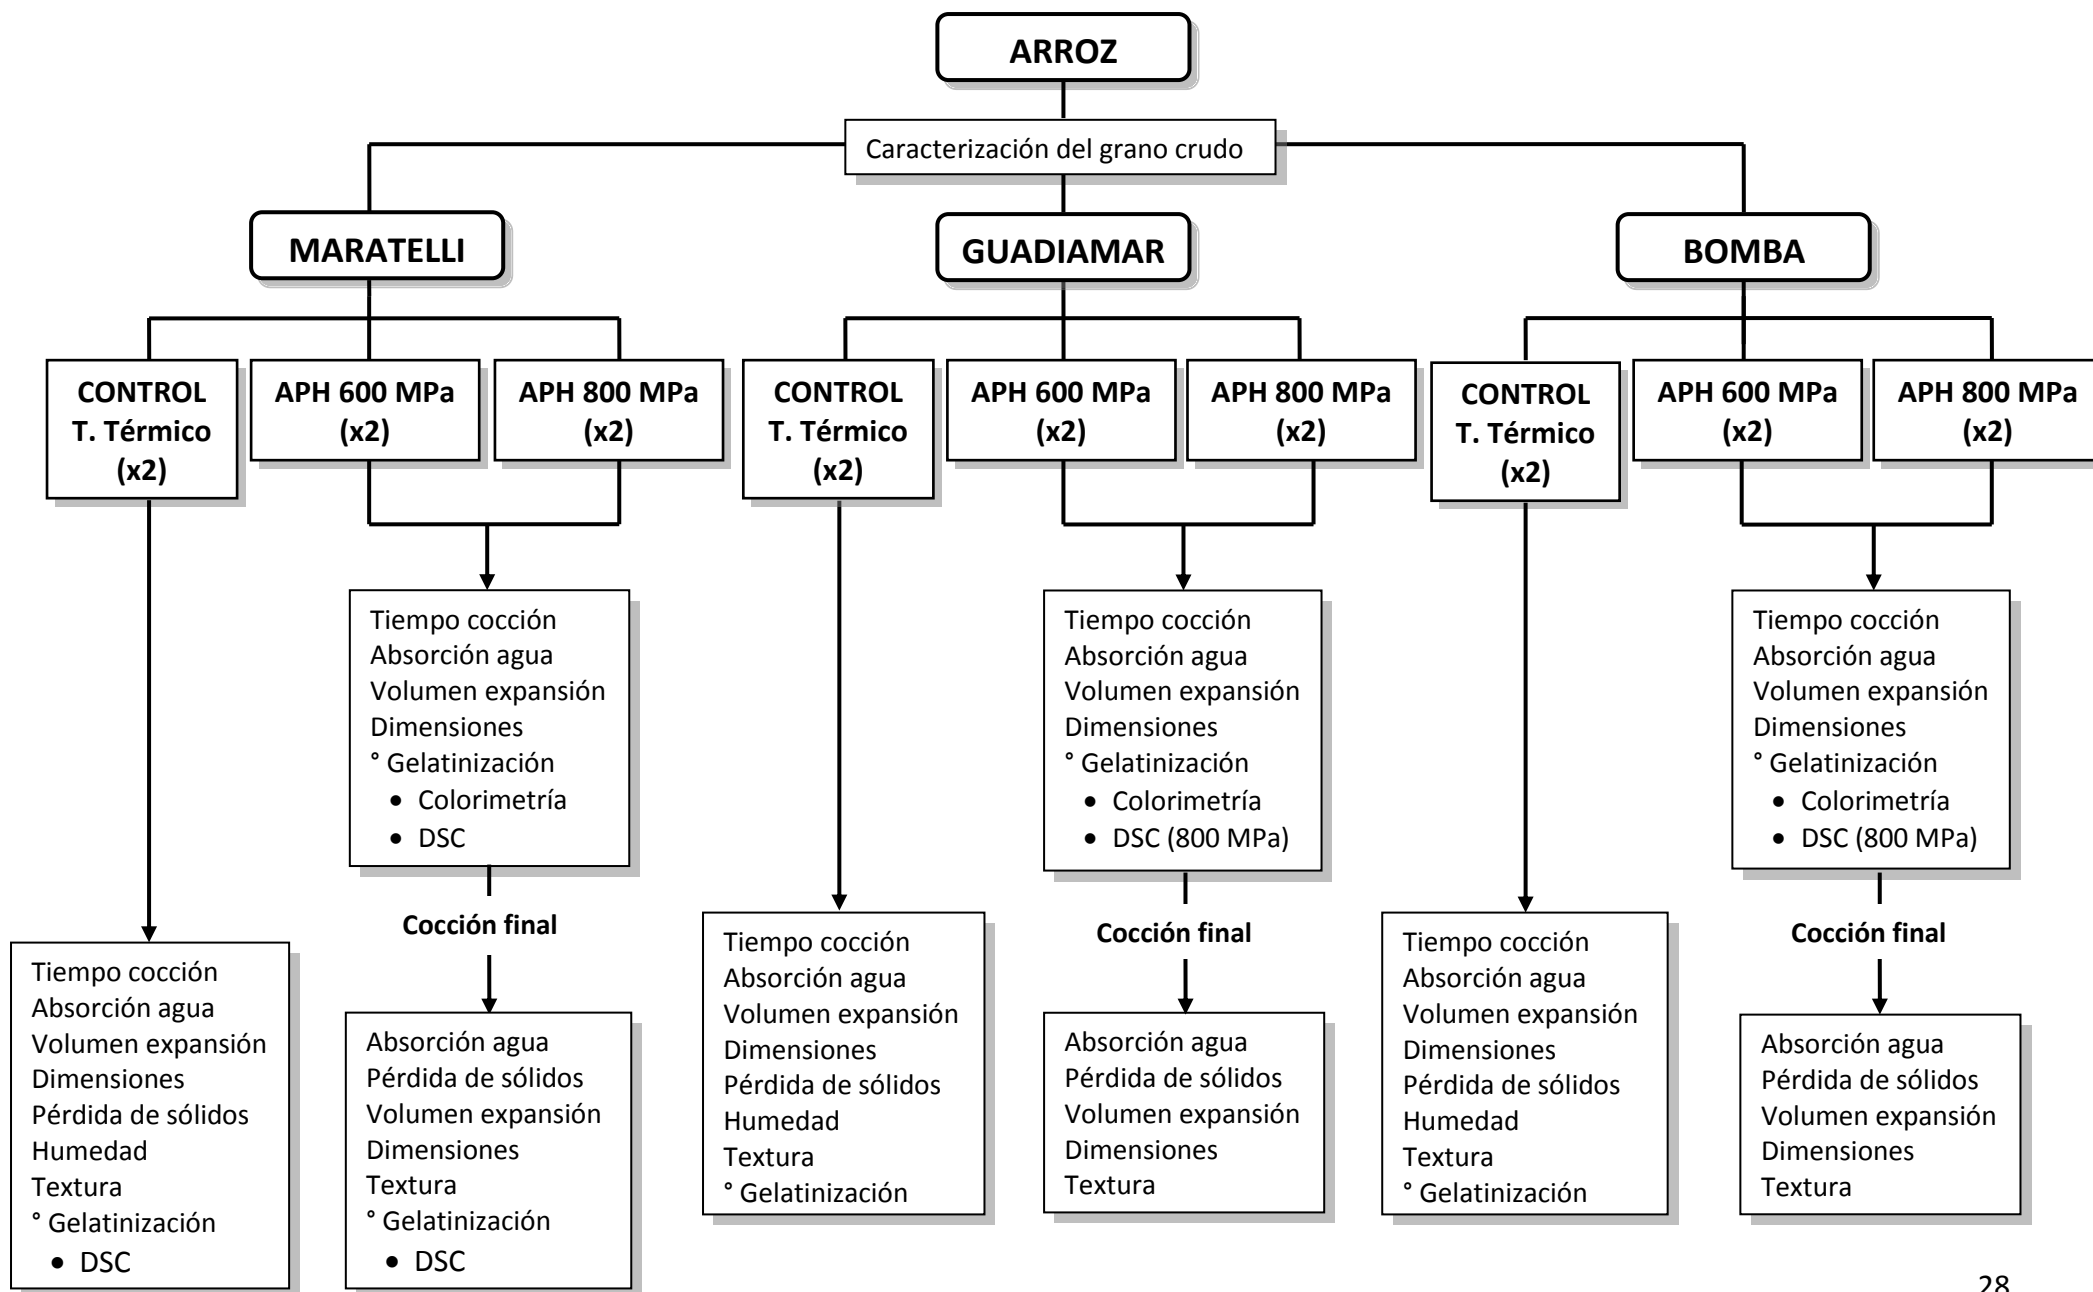 ARROZ
Caracterización del grano crudo
MARATELLI
GUADIAMAR
BOMBA
CONTROL
T. Térmico
(x2)
APH 600 MPa
(x2)
APH 800 MPa
(x2)
CONTROL
T. Térmico
(x2)
APH 600 MPa
(x2)
APH 800 MPa
(x2)
CONTROL
T. Térmico
(x2)
APH 600 MPa
(x2)
APH 800 MPa
(x2)
Tiempo cocción
Absorción agua
Volumen expansión
Dimensiones
° Gelatinización
• Colorimetría
• DSC
Tiempo cocción
Absorción agua
Volumen expansión
Dimensiones
° Gelatinización
• Colorimetría
• DSC (800 MPa)
Tiempo cocción
Absorción agua
Volumen expansión
Dimensiones
° Gelatinización
• Colorimetría
• DSC (800 MPa)
Cocción final
Cocción final
Cocción final
Tiempo cocción
Absorción agua
Volumen expansión
Dimensiones
Pérdida de sólidos
Humedad
Textura
° Gelatinización
• DSC
Absorción agua
Pérdida de sólidos
Volumen expansión
Dimensiones
Textura
° Gelatinización
• DSC
Tiempo cocción
Absorción agua
Volumen expansión
Dimensiones
Pérdida de sólidos
Humedad
Textura
° Gelatinización
Absorción agua
Pérdida de sólidos
Volumen expansión
Dimensiones
Textura
Tiempo cocción
Absorción agua
Volumen expansión
Dimensiones
Pérdida de sólidos
Humedad
Textura
° Gelatinización
Absorción agua
Pérdida de sólidos
Volumen expansión
Dimensiones
Textura
28